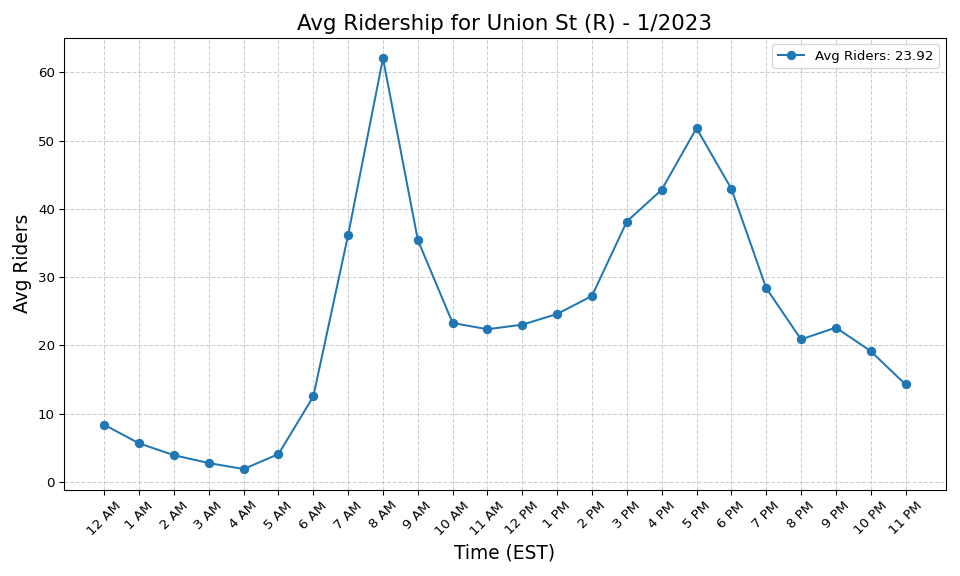 Avg Ridership for Union St (R) - 1/2023
Avg Riders: 23.92
Avg Riders
60
50
40
30
20
10
0
12 AM
1 AM
2 AM
3 AM
4 AM
5 AM
6 AM
7 AM
8 AM
9 AM
10 AM
11 AM
12 PM
1 PM
2 PM
3 PM
4 PM
5 PM
6 PM
7 PM
8 PM
9 PM
10 PM
11 PM
Time (EST)